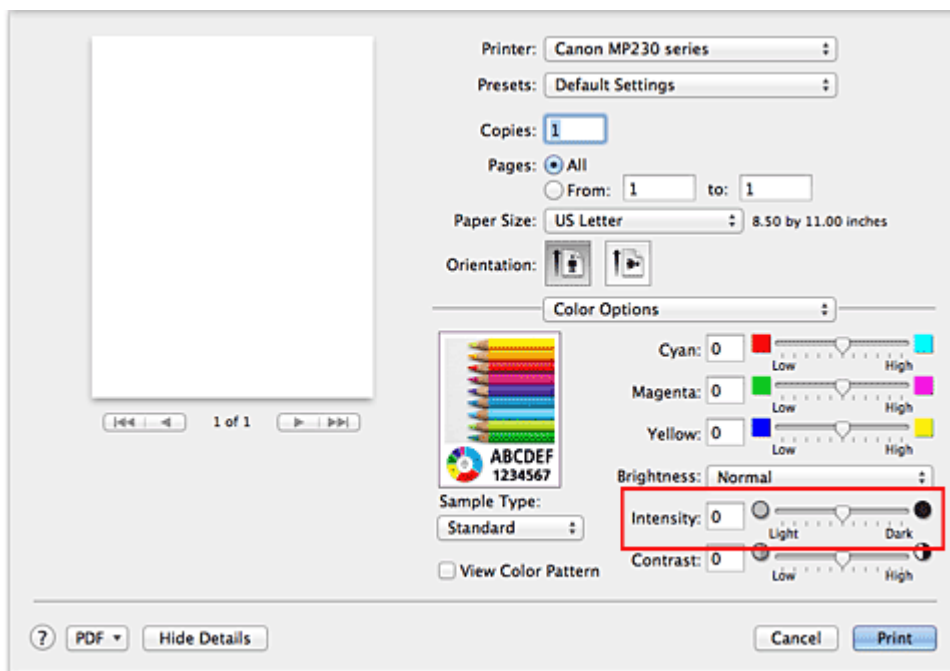 Printer: Canon MP230 series
Presets: Default Settings
Copies: 1
Pages: All
From: 1 to: 1
Paper Size: US Letter 8.50 by 11.00 inches
Orientation:
Color Options
1 of 1
ABCDEF
1234567
Sample Type:
Standard
View Color Pattern
Cyan: 0
Low High
Magenta: 0
Low High
Yellow: 0
Low High
Brightness: Normal
Intensity: 0
Light Dark
Contrast: 0
Low High
? PDF Hide Details Cancel Print